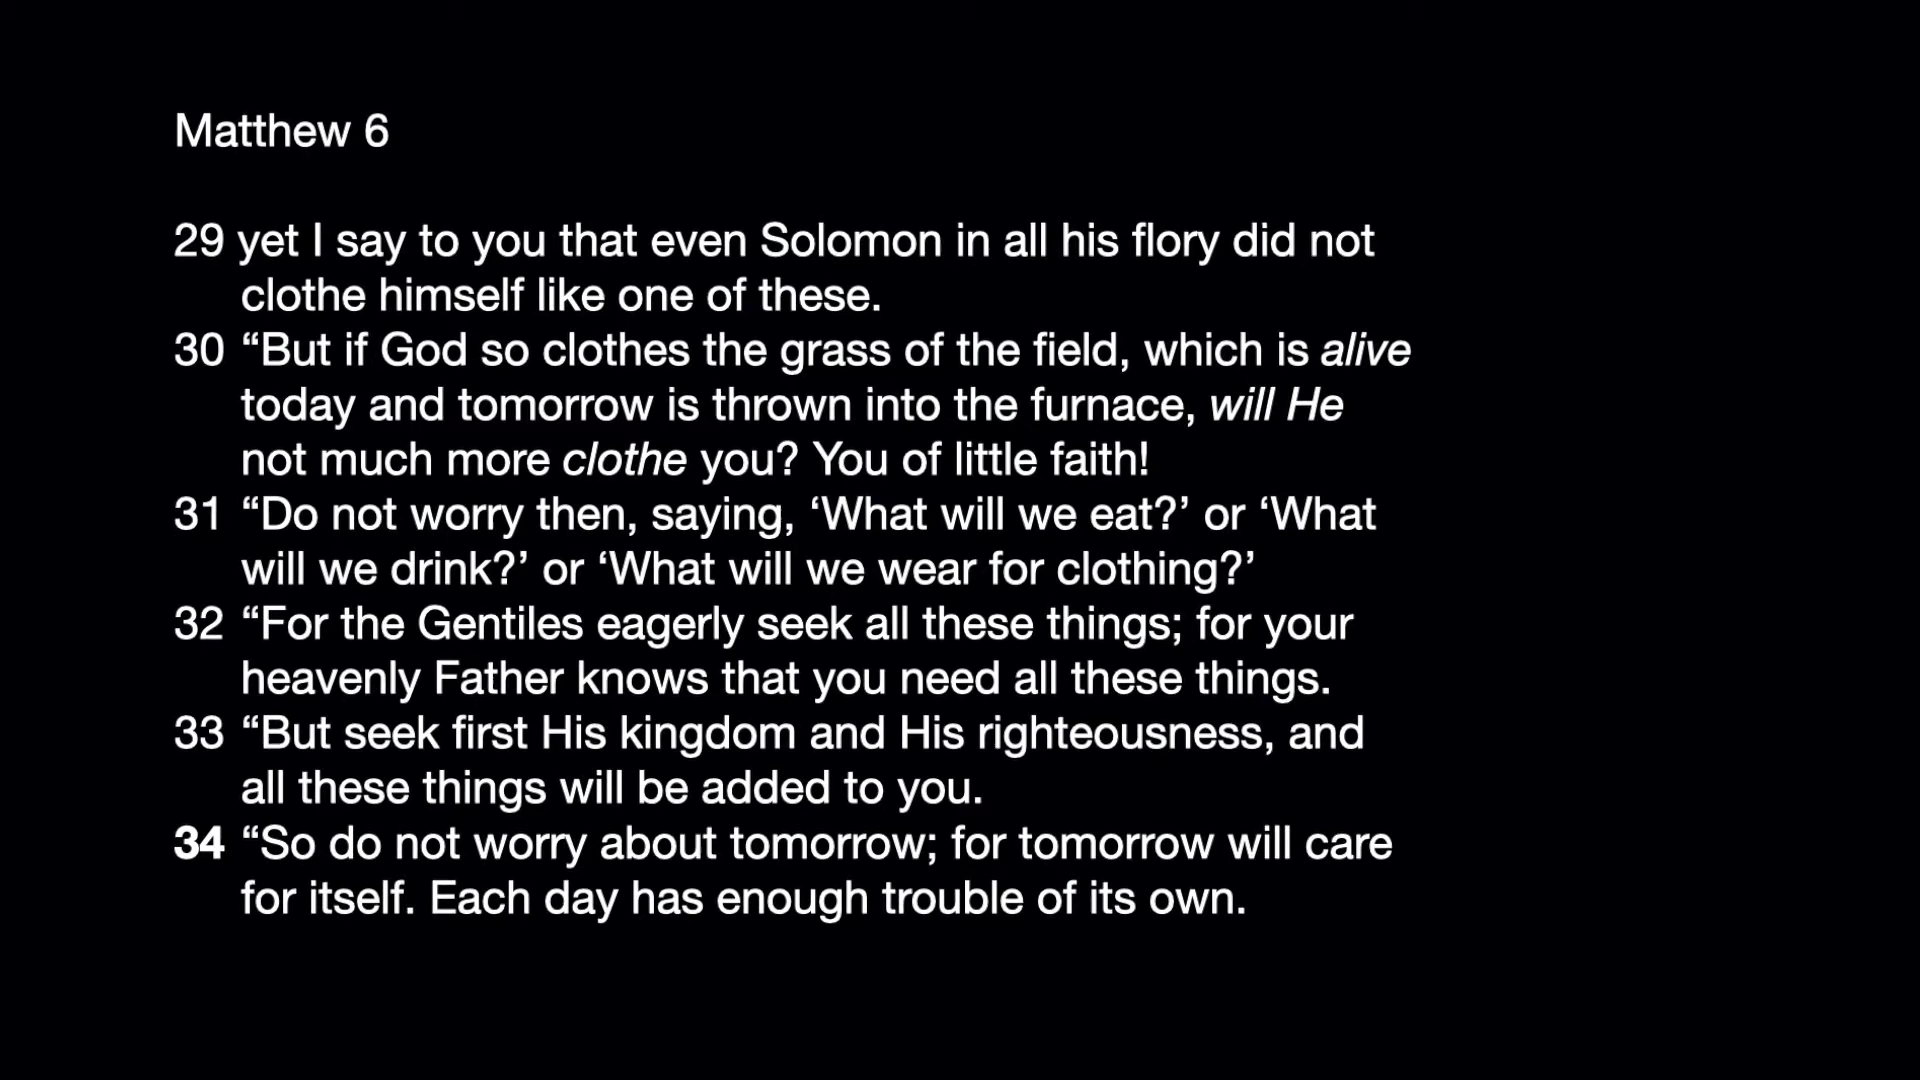 Matthew 6
29 yet I say to you that even Solomon in all his flory did not
clothe himself like one of these.
30 “But if God so clothes the grass of the field, which is alive
today and tomorrow is thrown into the furnace, will He
not much more clothe you? You of little faith!
31 “Do not worry then, saying, ‘What will we eat?’ or ‘What
will we drink?’ or ‘What will we wear for clothing?’
32 “For the Gentiles eagerly seek all these things; for your
heavenly Father knows that you need all these things.
33 “But seek first His kingdom and His righteousness, and
all these things will be added to you.
34 “So do not worry about tomorrow; for tomorrow will care
for itself. Each day has enough trouble of its own.